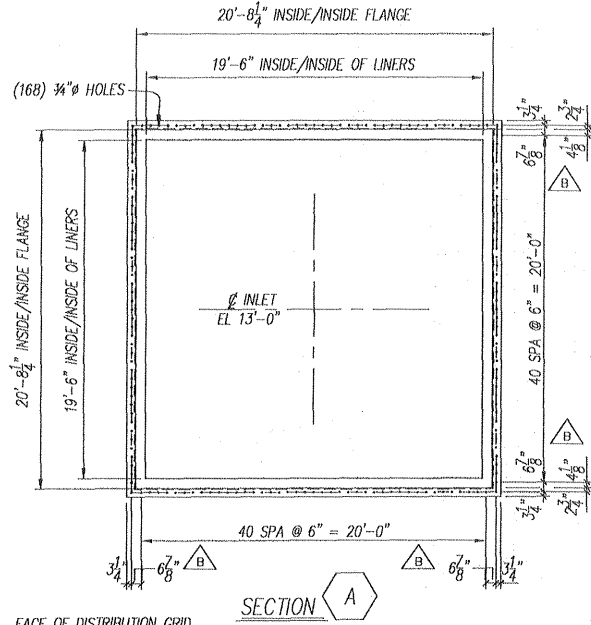 20'-8 1/4" INSIDE/INSIDE FLANGE
19'-6" INSIDE/INSIDE OF LINERS
(168) 3/4"ø HOLES
3 1/4"
2 3/4"
6 7/8"
4 1/8"
B
20'-8 1/4" INSIDE/INSIDE FLANGE
19'-6" INSIDE/INSIDE OF LINERS
℄ INLET
EL 13'-0"
40 SPA @ 6" = 20'-0"
B
6 7/8"
4 1/8"
3 1/4"
2 3/4"
40 SPA @ 6" = 20'-0"
3 1/4"
6 7/8"
B
B
6 7/8"
3 1/4"
SECTION A
FACE OF DISTRIBUTION GRID